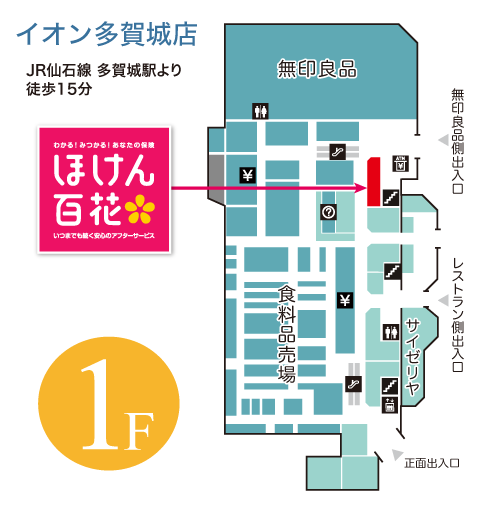 イオン多賀城店
JR仙石線 多賀城駅より
徒歩15分
わかる!みつかる!あなたの保険
ほけん
百花
いつまでも続く安心のアフターサービス
1F
無印良品
ATM
¥
¥
?
¥
食料品売場
サイゼリヤ
無印良品側出入口
レストラン側出入口
正面出入口